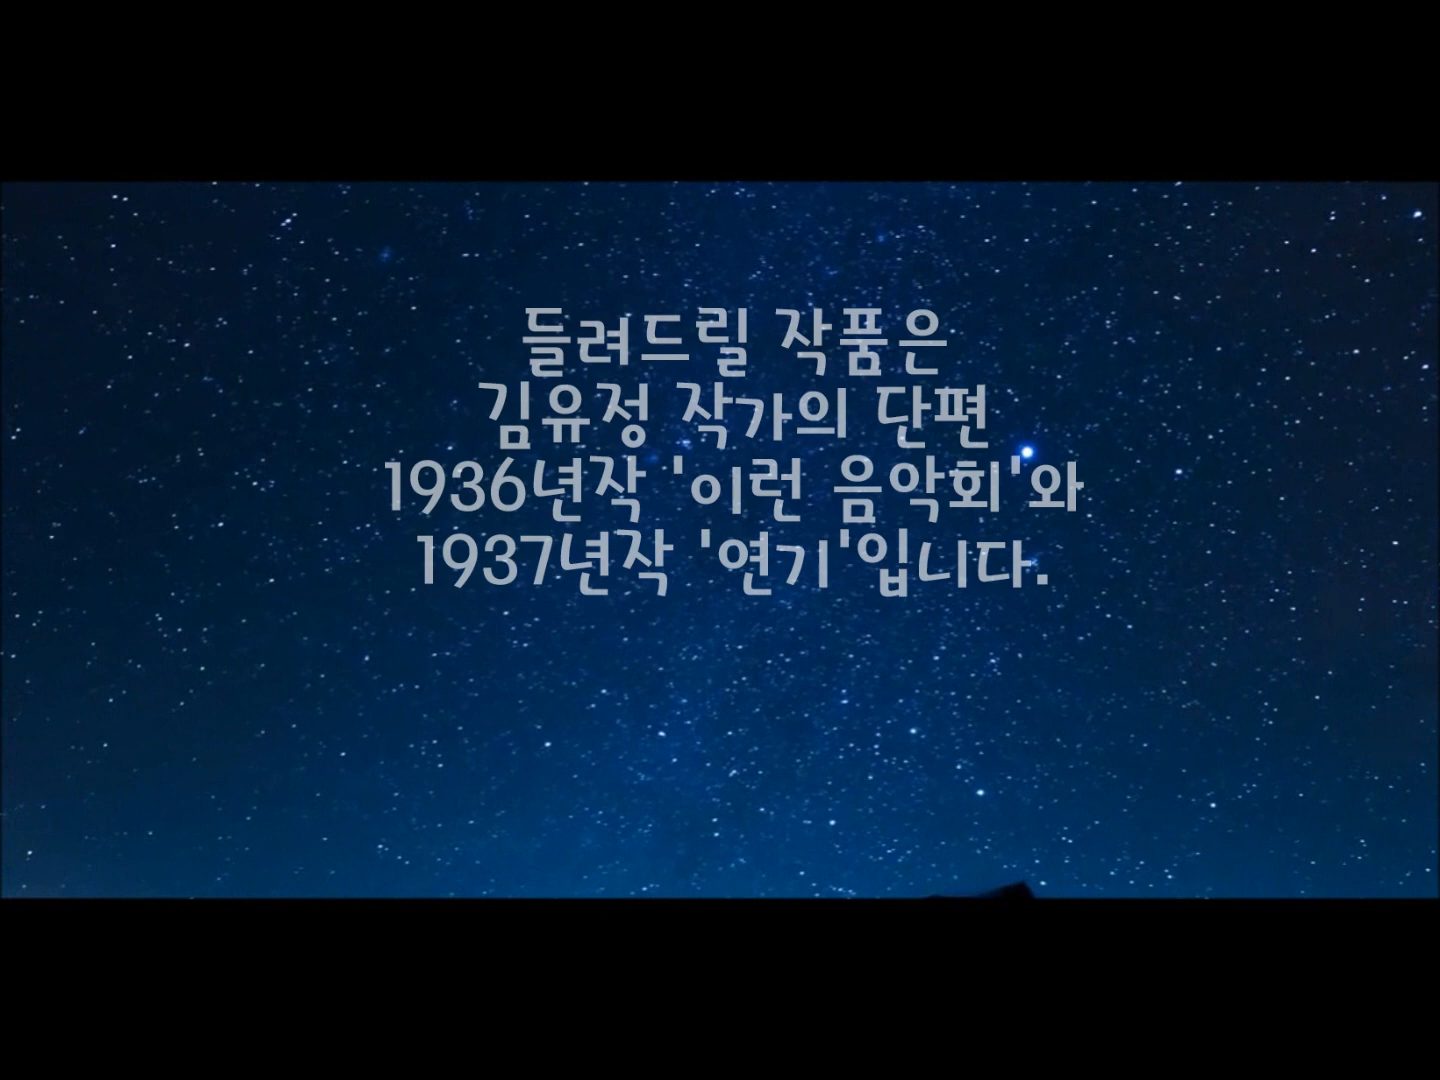 들려드릴 작품은
김유정 작가의 단편
1936년작 '이런 음악회'와
1937년작 '연기'입니다.